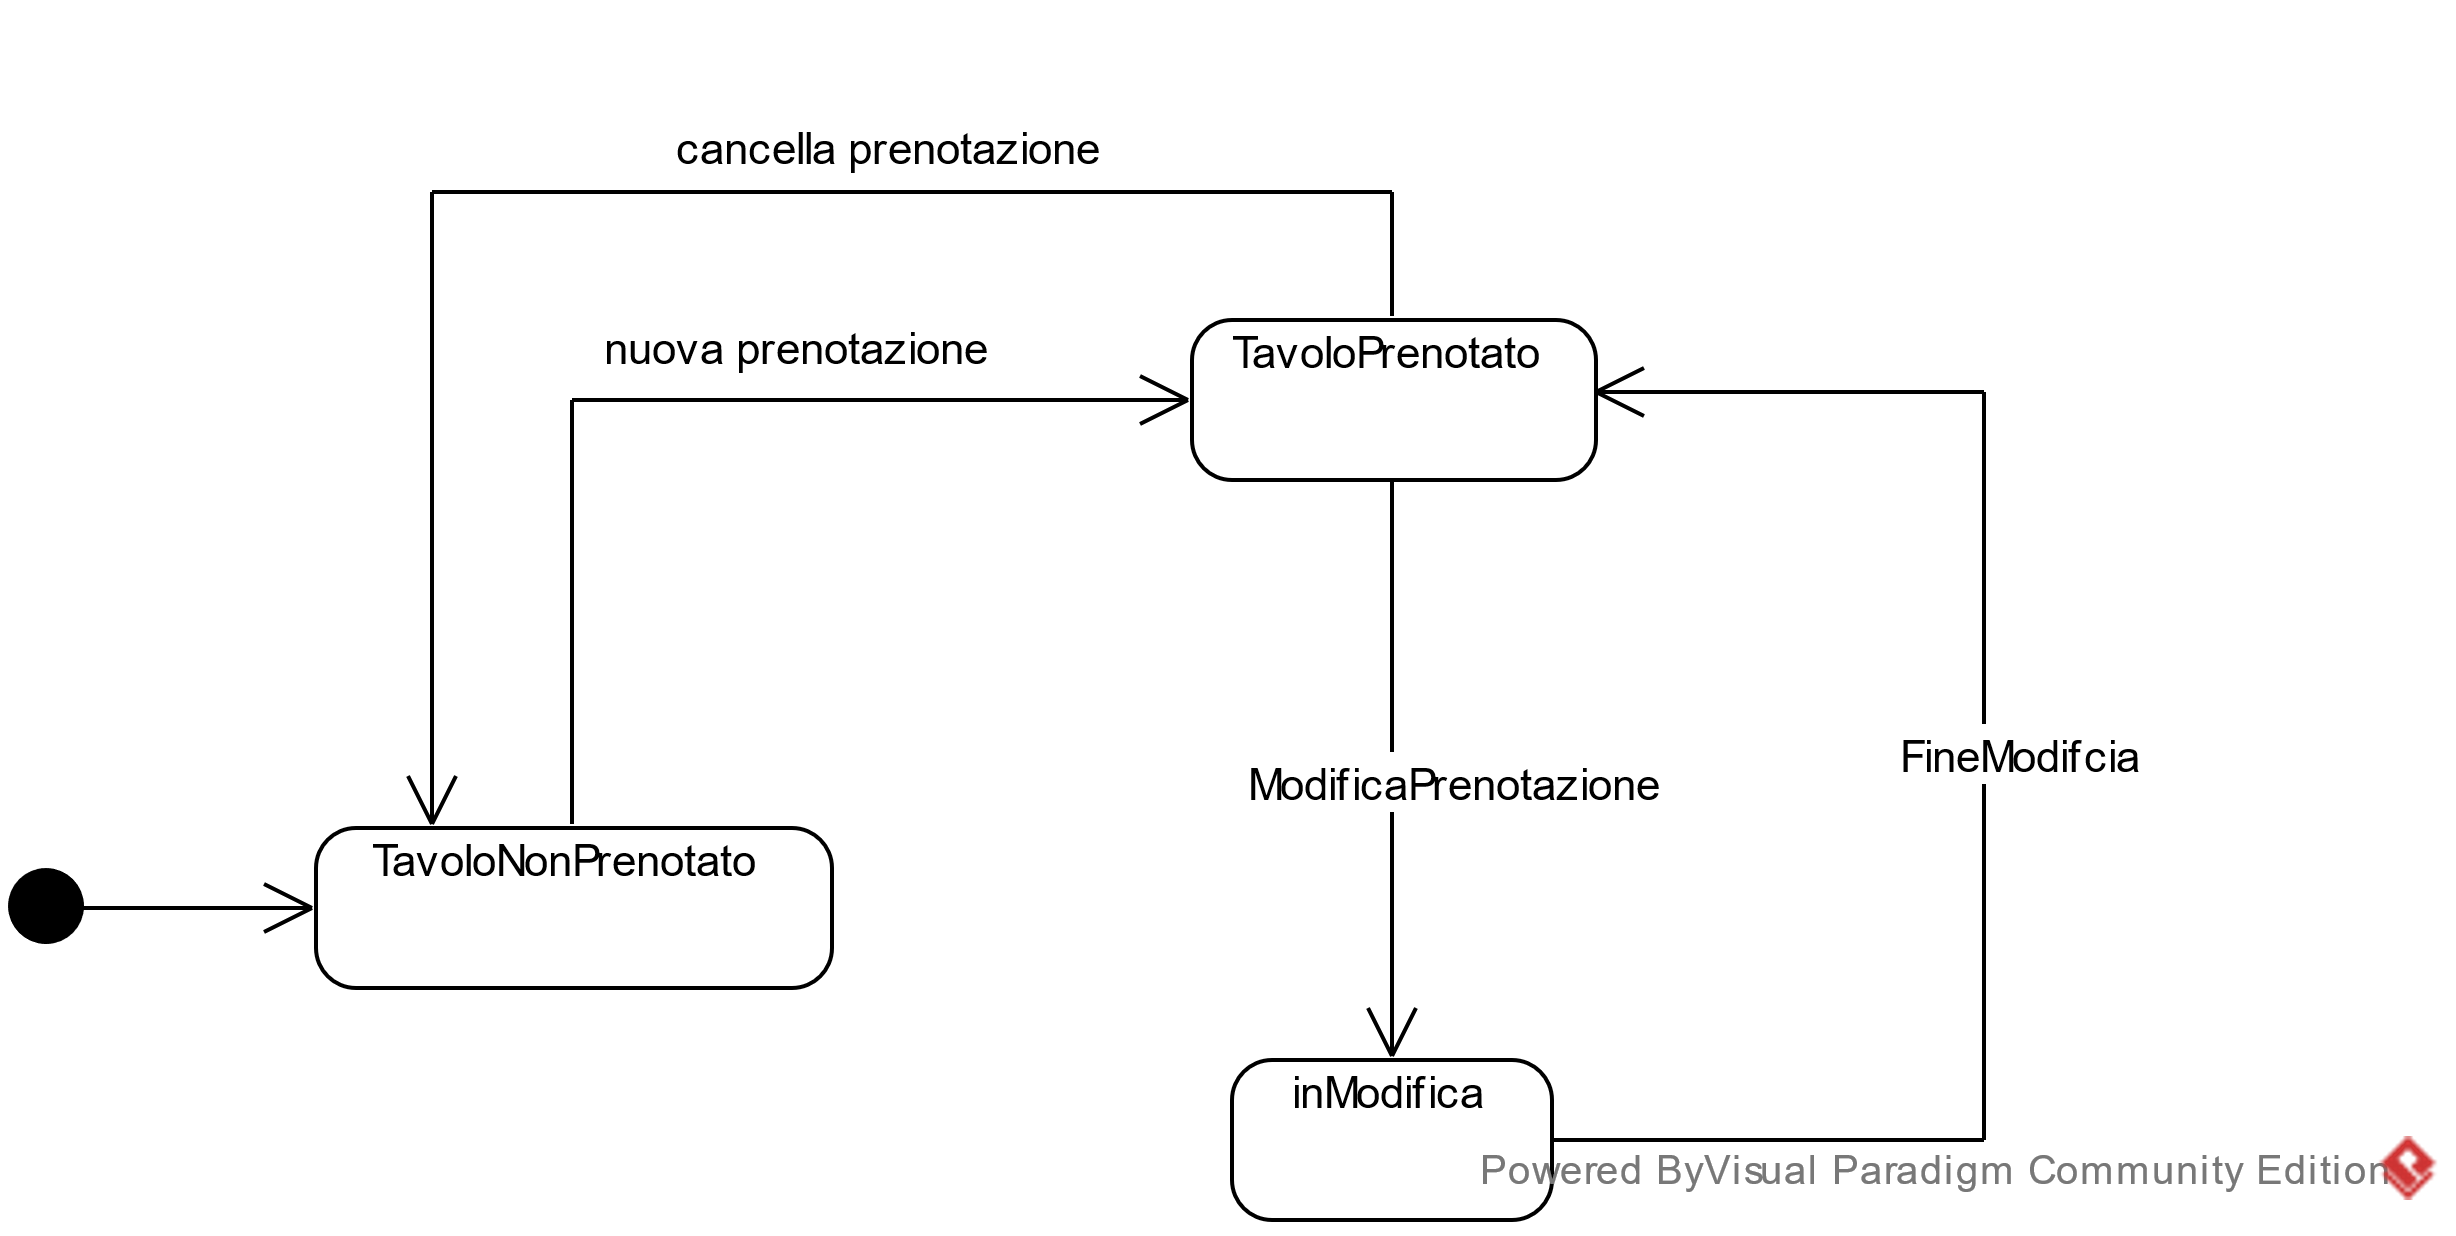 cancella prenotazione
nuova prenotazione
TavoloPrenotato
FineModifcia
ModificaPrenotazione
TavoloNonPrenotato
inModifica
Powered ByVisual Paradigm Community Edition